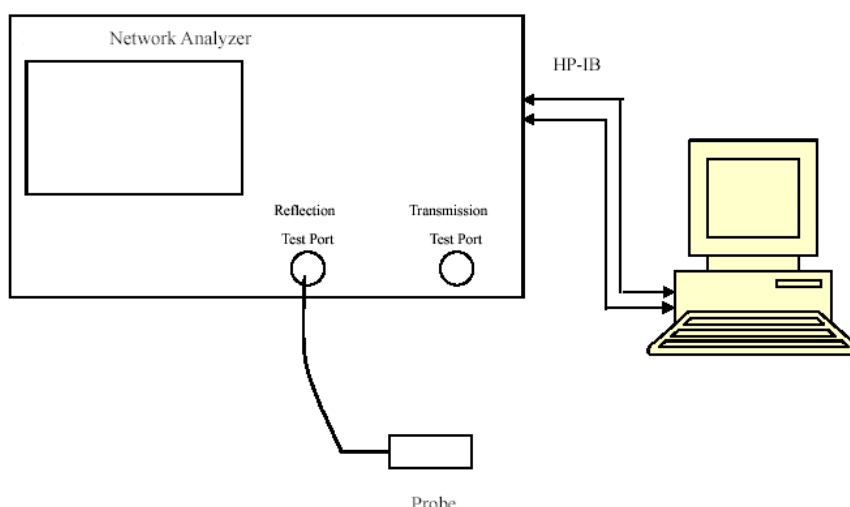 Network Analyzer
HP-IB
Reflection
Test Port
Transmission
Test Port
Probe